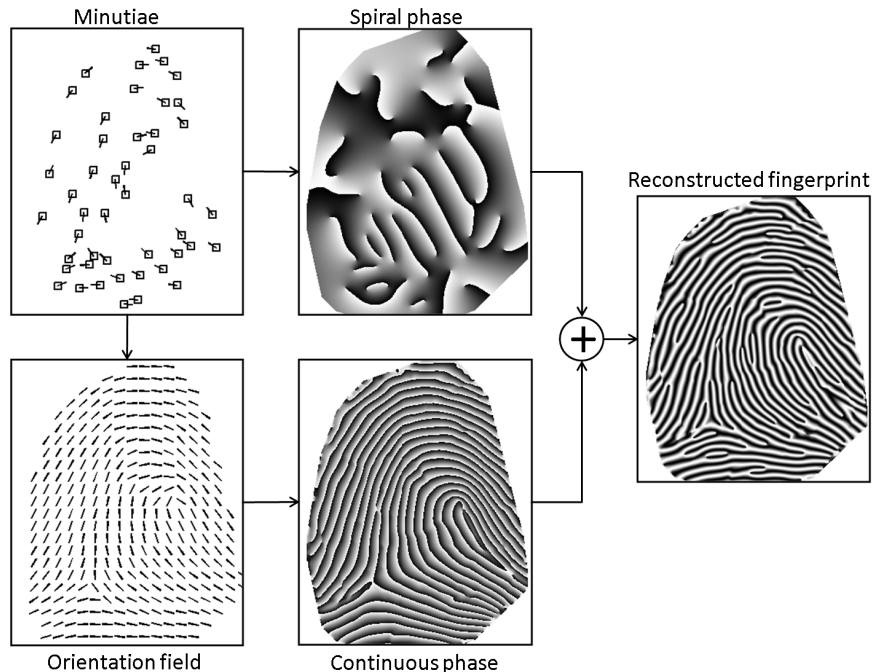 Minutiae
Spiral phase
Reconstructed fingerprint
Orientation field
Continuous phase